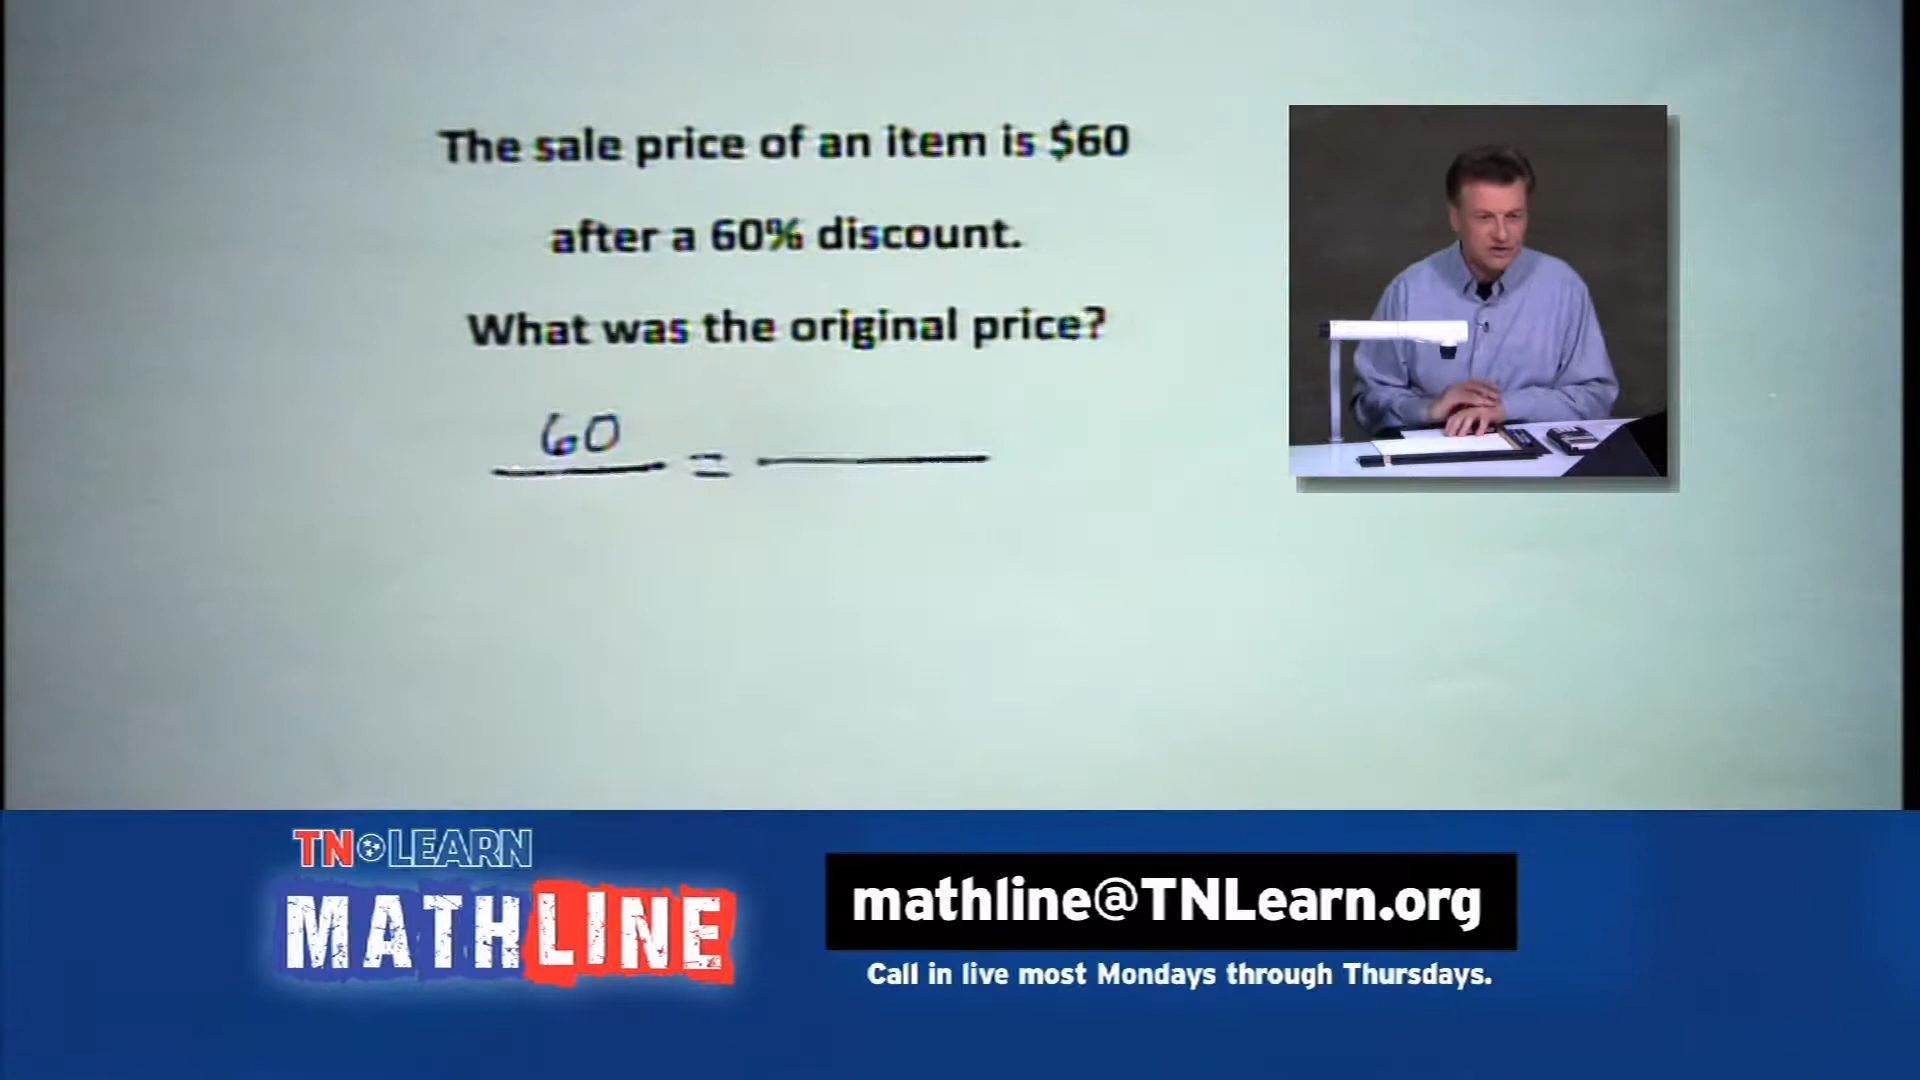 The sale price of an item is $60
after a 60% discount.
What was the original price?
60
=
TN LEARN
MATHLINE
mathline@TNLearn.org
Call in live most Mondays through Thursdays.